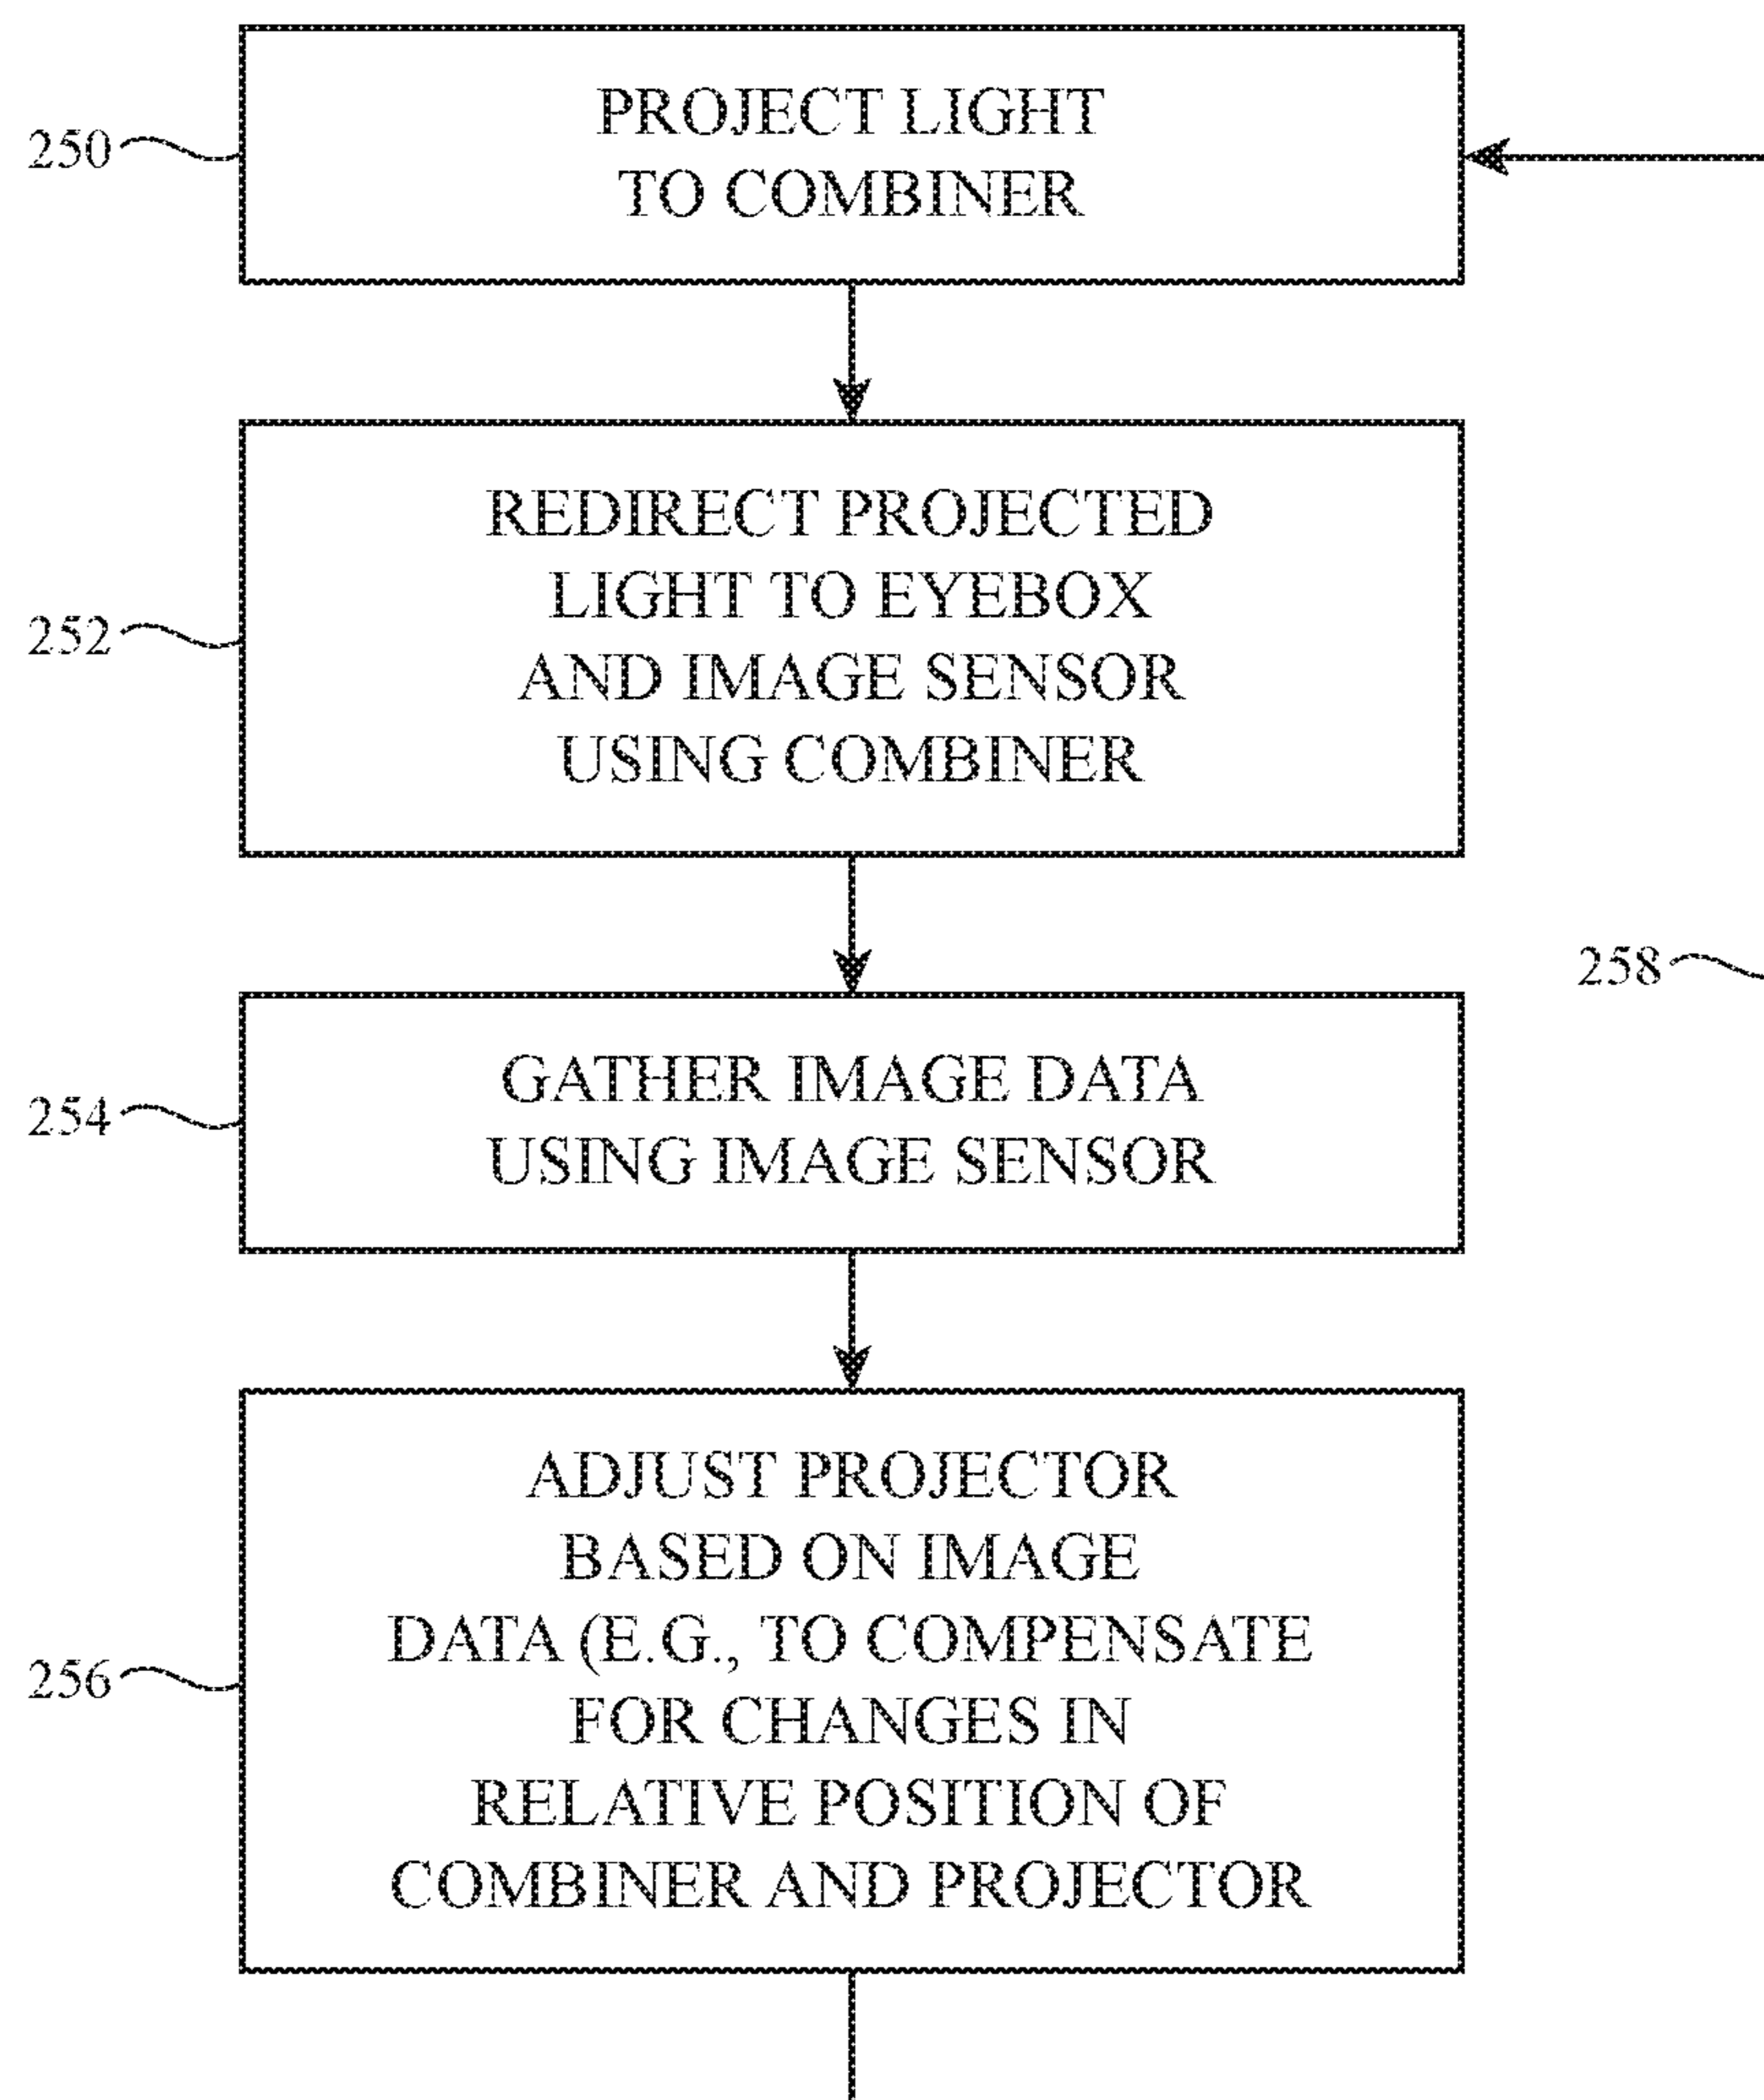 250
PROJECT LIGHT
TO COMBINER
252
REDIRECT PROJECTED
LIGHT TO EYEBOX
AND IMAGE SENSOR
USING COMBINER
258
254
GATHER IMAGE DATA
USING IMAGE SENSOR
256
ADJUST PROJECTOR
BASED ON IMAGE
DATA (E.G., TO COMPENSATE
FOR CHANGES IN
RELATIVE POSITION OF
COMBINER AND PROJECTOR